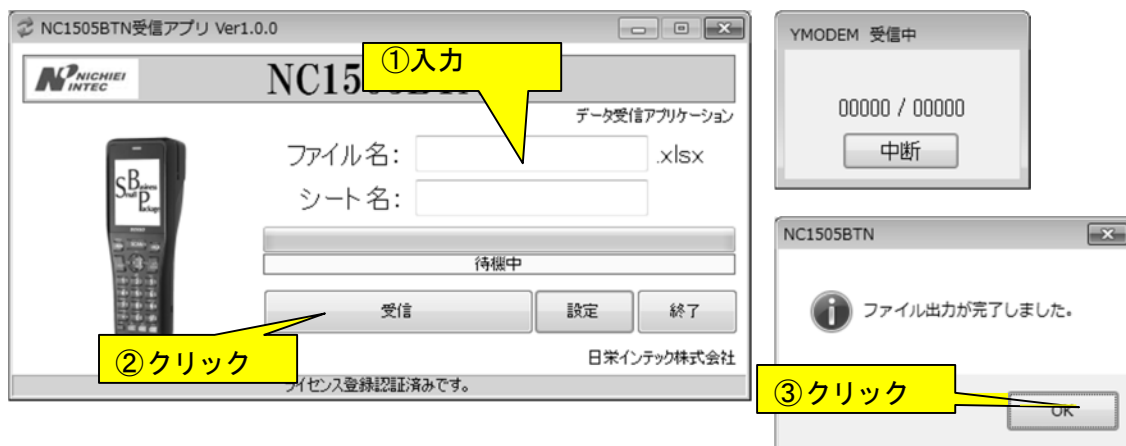 NC1505BTN受信アプリ Ver1.0.0
NICHIEI
INTEC
①入力
データ受信アプリケーション
ファイル名:
.xlsx
シート名:
待機中
受信
設定
終了
②クリック
日栄インテック株式会社
ライセンス登録認証済みです。
Small Business Package
YMODEM 受信中
00000 / 00000
中断
NC1505BTN
ファイル出力が完了しました。
③クリック
OK